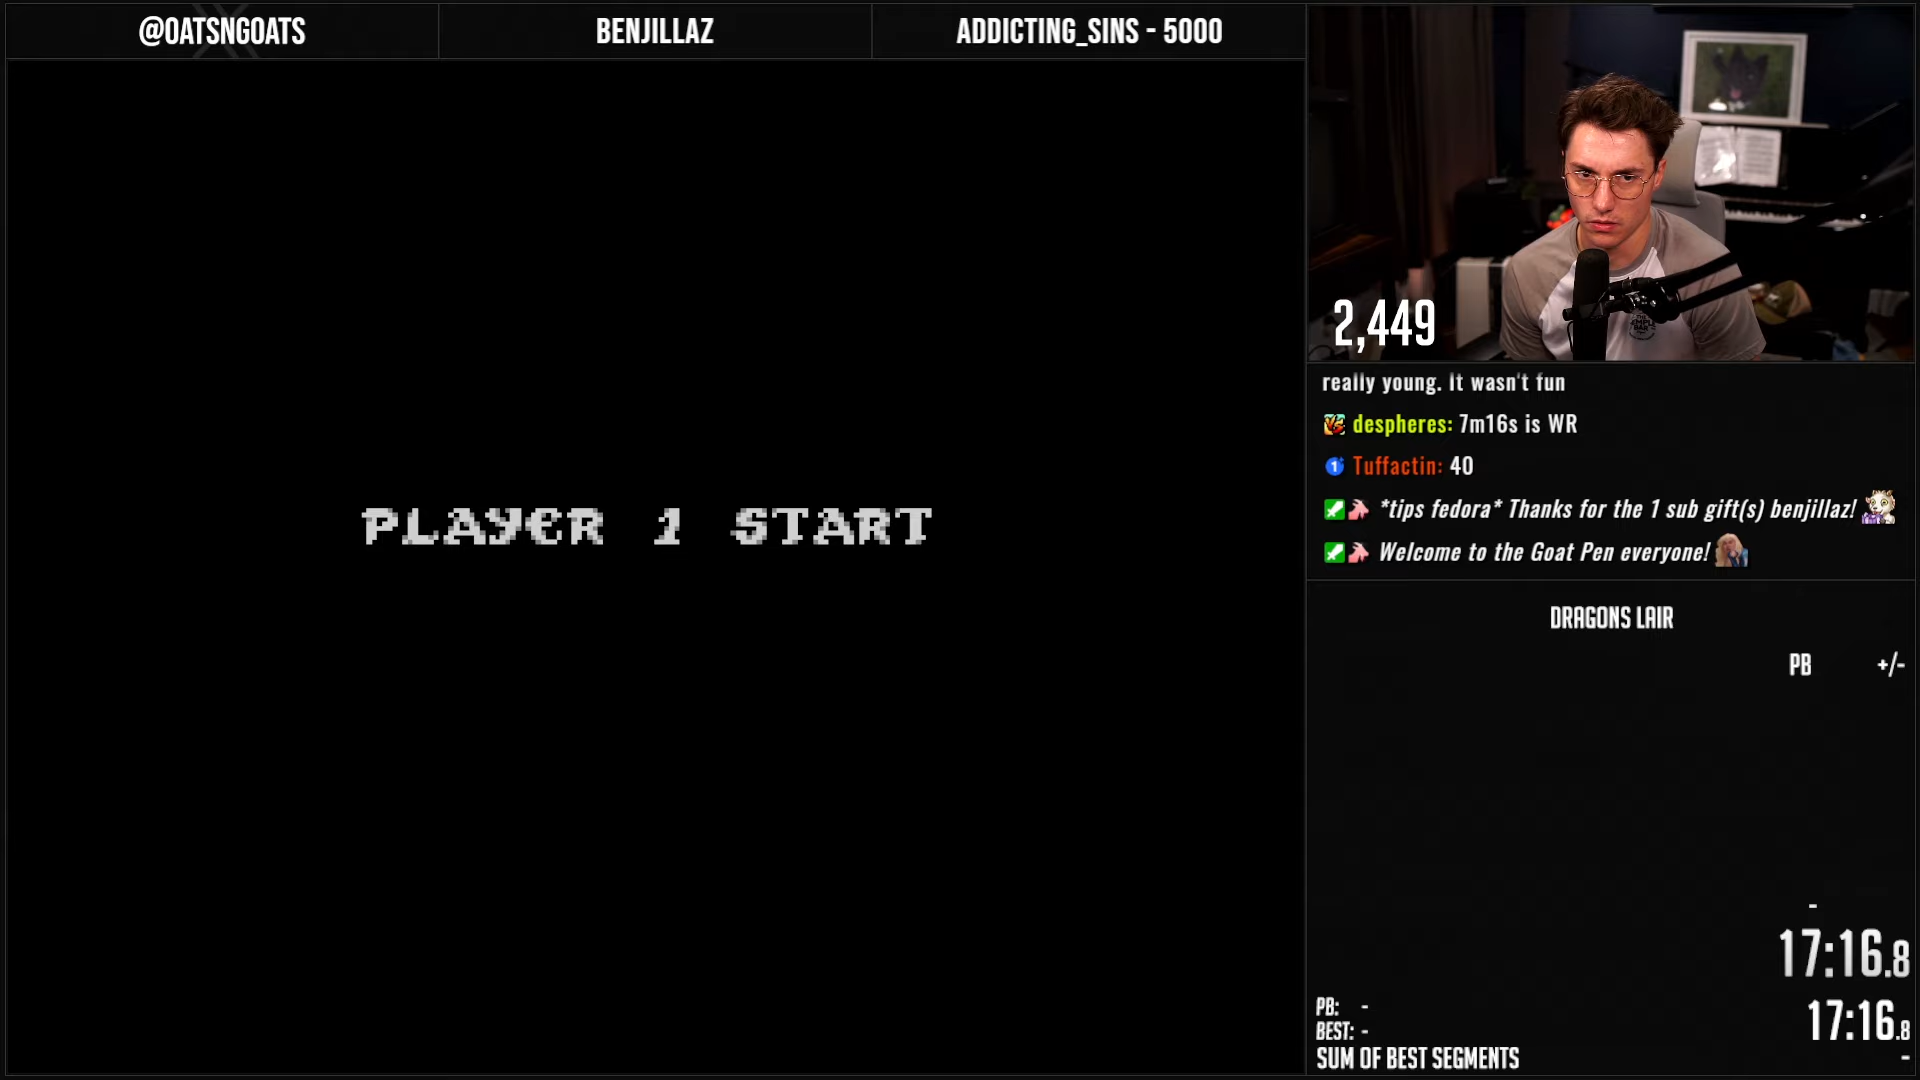 @OATSNGOATS
BENJILLAZ
ADDICTING_SINS - 5000
PLAYER 1 START
2,449
really young. It wasn't fun
despheres: 7m16s is WR
1 Tuffactin: 40
*tips fedora* Thanks for the 1 sub gift(s) benjillaz!
Welcome to the Goat Pen everyone!
DRAGONS LAIR
PB +/-
-
17:16.8
PB: -
17:16.8
BEST: -
SUM OF BEST SEGMENTS -